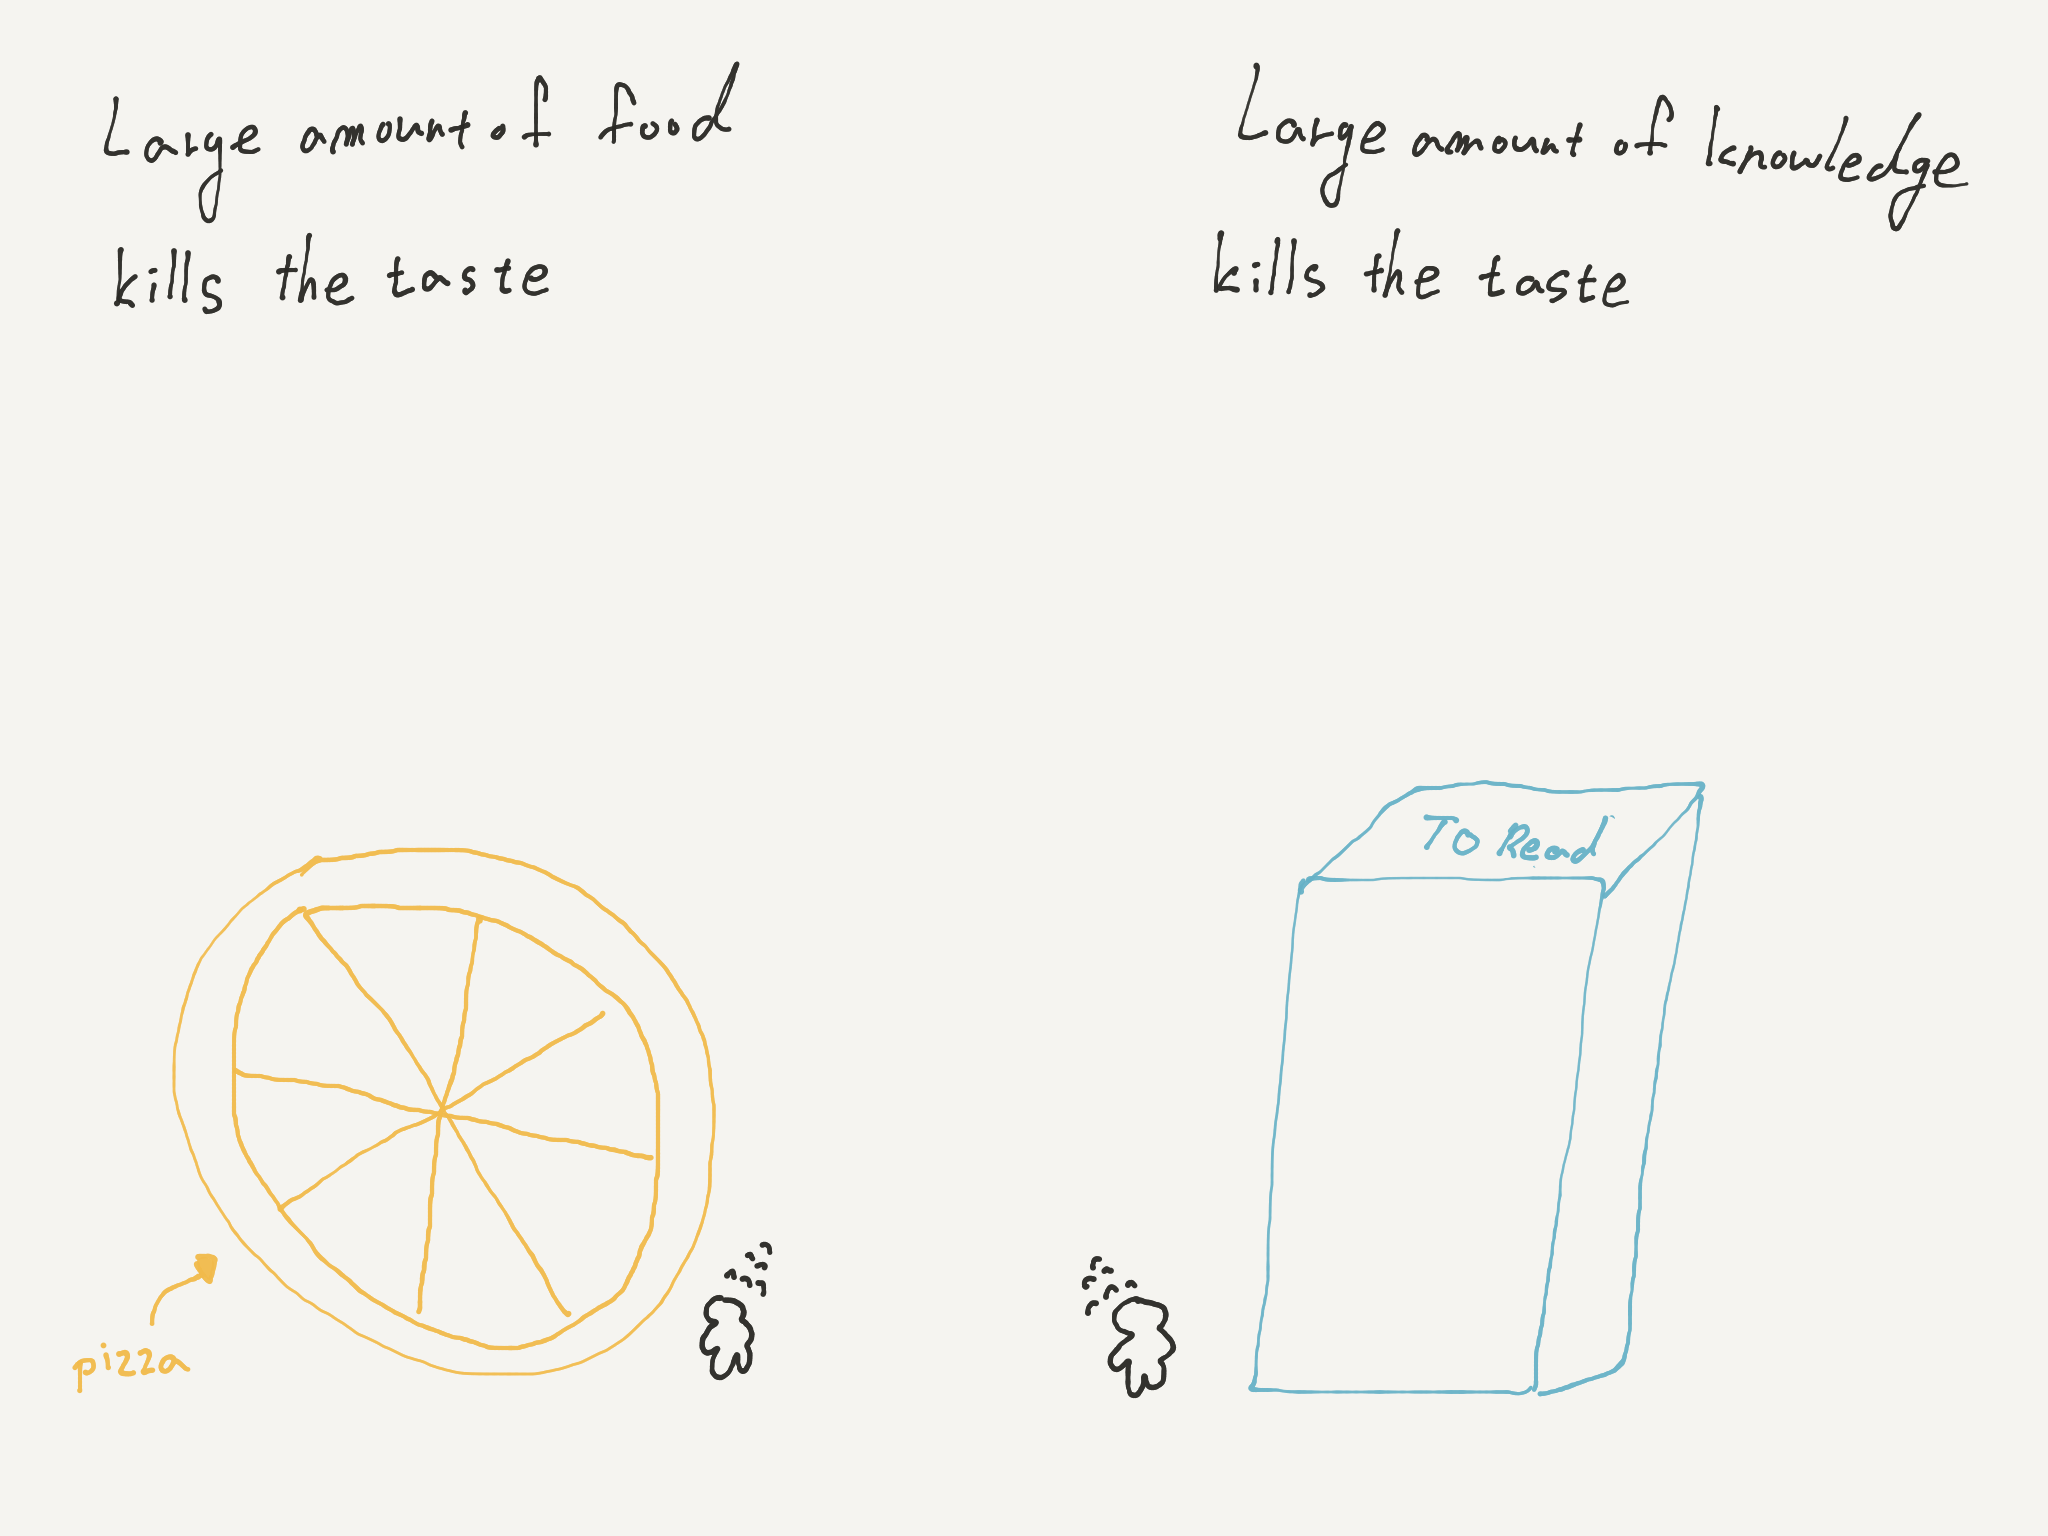 Large amount of food
kills the taste
Large amount of knowledge
kills the taste
To Read
pizza